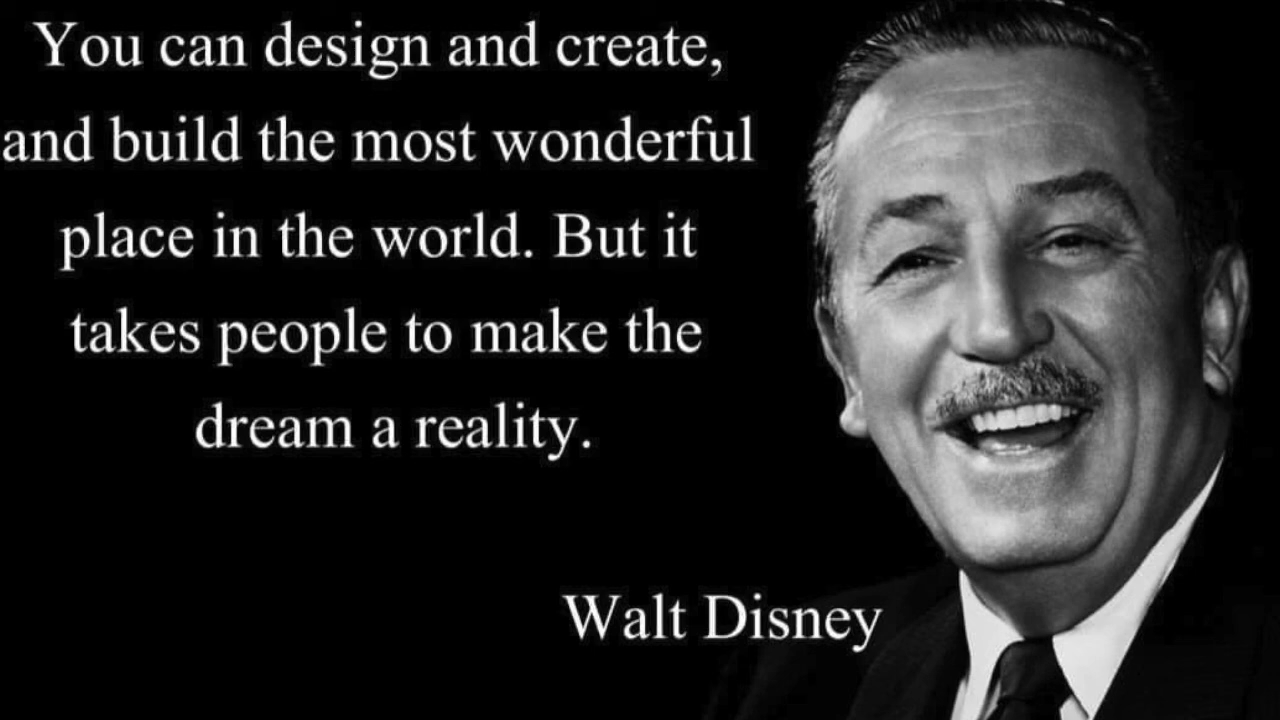 You can design and create,
and build the most wonderful
place in the world. But it
takes people to make the
dream a reality.
Walt Disney